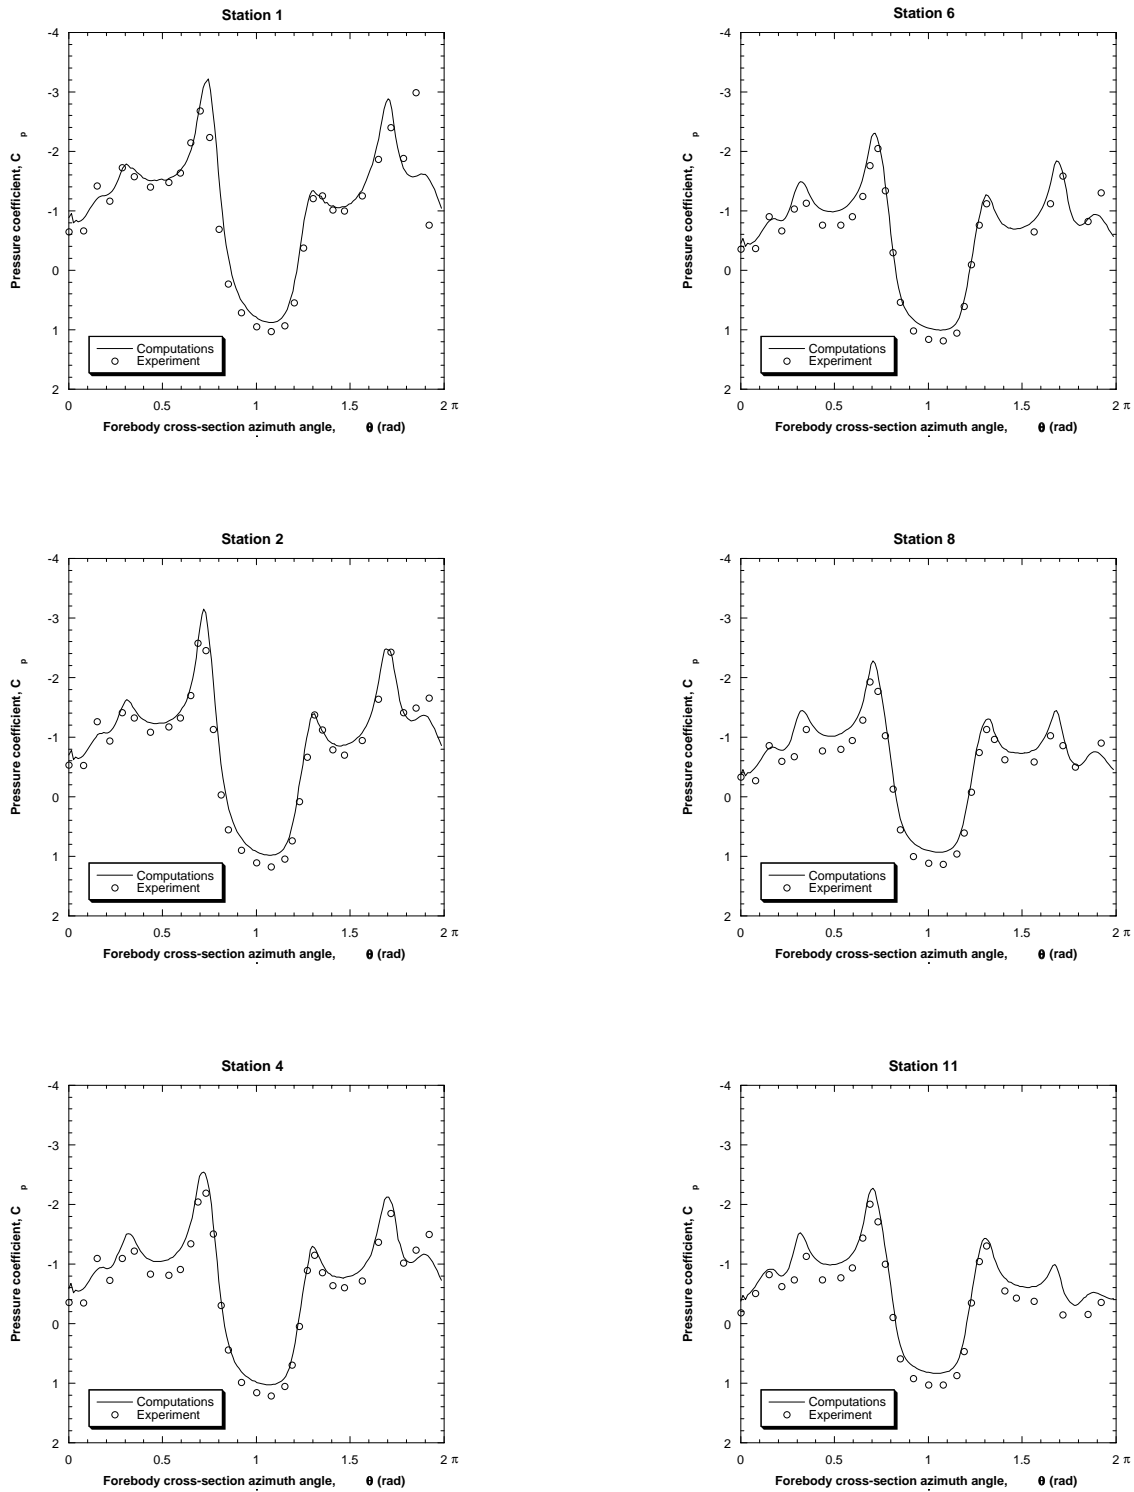 Station 1
-4
-3
-2
-1
0
1
2
Pressure coefficient, C p
Computations
Experiment
0 0.5 1 1.5 2 π
Forebody cross-section azimuth angle, θ (rad)
Station 6
-4
-3
-2
-1
0
1
2
Pressure coefficient, C p
Computations
Experiment
0 0.5 1 1.5 2 π
Forebody cross-section azimuth angle, θ (rad)
Station 2
-4
-3
-2
-1
0
1
2
Pressure coefficient, C p
Computations
Experiment
0 0.5 1 1.5 2 π
Forebody cross-section azimuth angle, θ (rad)
Station 8
-4
-3
-2
-1
0
1
2
Pressure coefficient, C p
Computations
Experiment
0 0.5 1 1.5 2 π
Forebody cross-section azimuth angle, θ (rad)
Station 4
-4
-3
-2
-1
0
1
2
Pressure coefficient, C p
Computations
Experiment
0 0.5 1 1.5 2 π
Forebody cross-section azimuth angle, θ (rad)
Station 11
-4
-3
-2
-1
0
1
2
Pressure coefficient, C p
Computations
Experiment
0 0.5 1 1.5 2 π
Forebody cross-section azimuth angle, θ (rad)